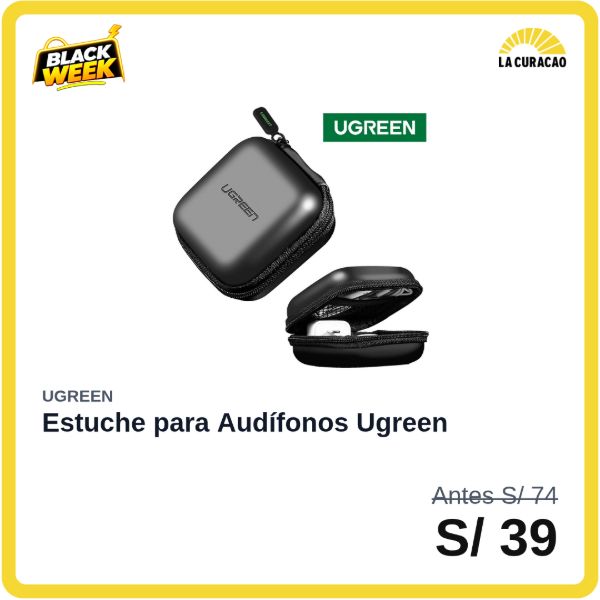 BLACK
WEEK
LA CURACAO
UGREEN
UGREEN
UGREEN
Estuche para Audífonos Ugreen
Antes S/ 74
S/ 39